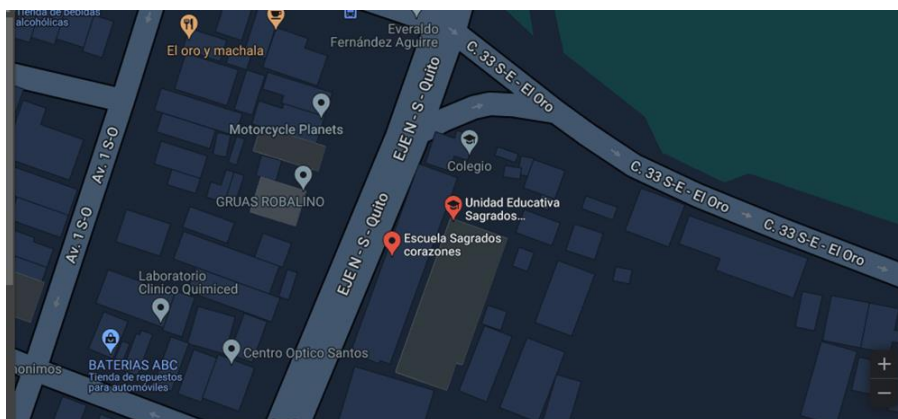 Tienda de bebidas
alcohólicas
El oro y machala
Everaldo
Fernández Aguirre
C. 33 S-E - El Oro
EJE N - S - Quito
Motorcycle Planets
Av. 1 S-O
Colegio
C. 33 S-E - El Oro
GRUAS ROBALINO
Unidad Educativa
Sagrados...
Escuela Sagrados
corazones
C. 33 S-E - El Oro
Av. 1 S-O
EJE N - S - Quito
Laboratorio
Clinico Quimiced
Centro Optico Santos
BATERIAS ABC
Tienda de repuestos
para automóviles
onimos
+
−